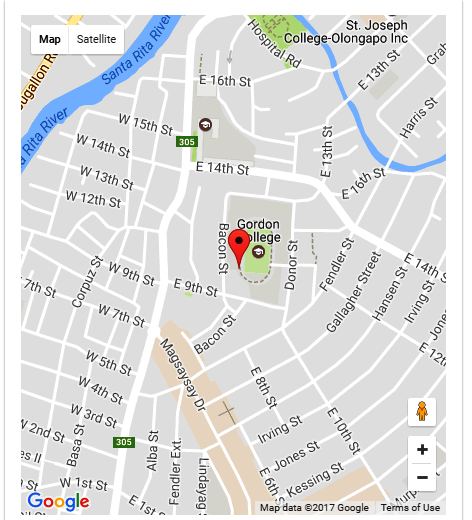 Map
Satellite
St. Joseph
College-Olongapo Inc
Hospital Rd
Santa Rita River
E 16th St
E 13th St
Harris St
W 15th St
305
W 14th St
E 14th St
E 13th St
E 16th St
W 13th St
W 12th St
Gordon
College
Bacon St
Donor St
Fendler St
Gallagher Street
Hansen St
Irving St
E 14th St
Corpuz St
W 9th St
E 9th St
7th St
W 7th St
Bacon St
Magsaysay Dr
W 5th St
W 4th St
W 3rd St
W 2nd St
W 1st St
Basa St
305
Alba St
Fendler Ext.
E 1st St
E 8th St
E 10th St
Irving St
E Jones St
Kessing St
Google
Map data ©2017 Google
Terms of Use